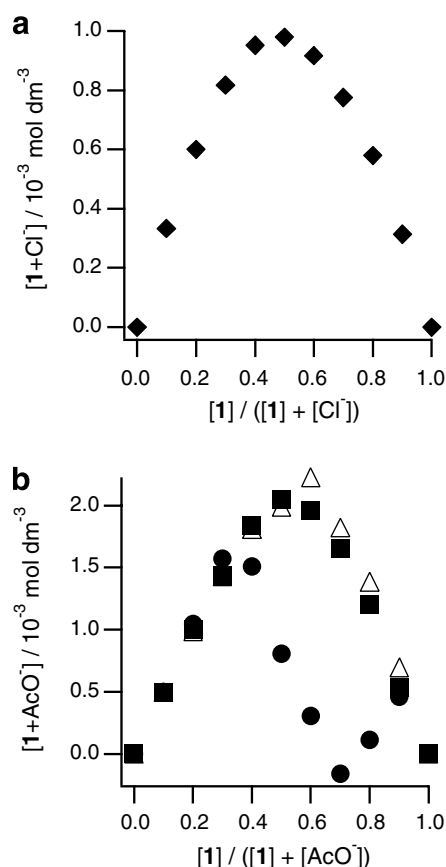 a
1.0
0.8
0.6
0.4
0.2
0.0
[1+Cl⁻] / 10⁻³ mol dm⁻³
0.0 0.2 0.4 0.6 0.8 1.0
[1] / ([1] + [Cl⁻])
b
2.0
1.5
1.0
0.5
0.0
[1+AcO⁻] / 10⁻³ mol dm⁻³
0.0 0.2 0.4 0.6 0.8 1.0
[1] / ([1] + [AcO⁻])